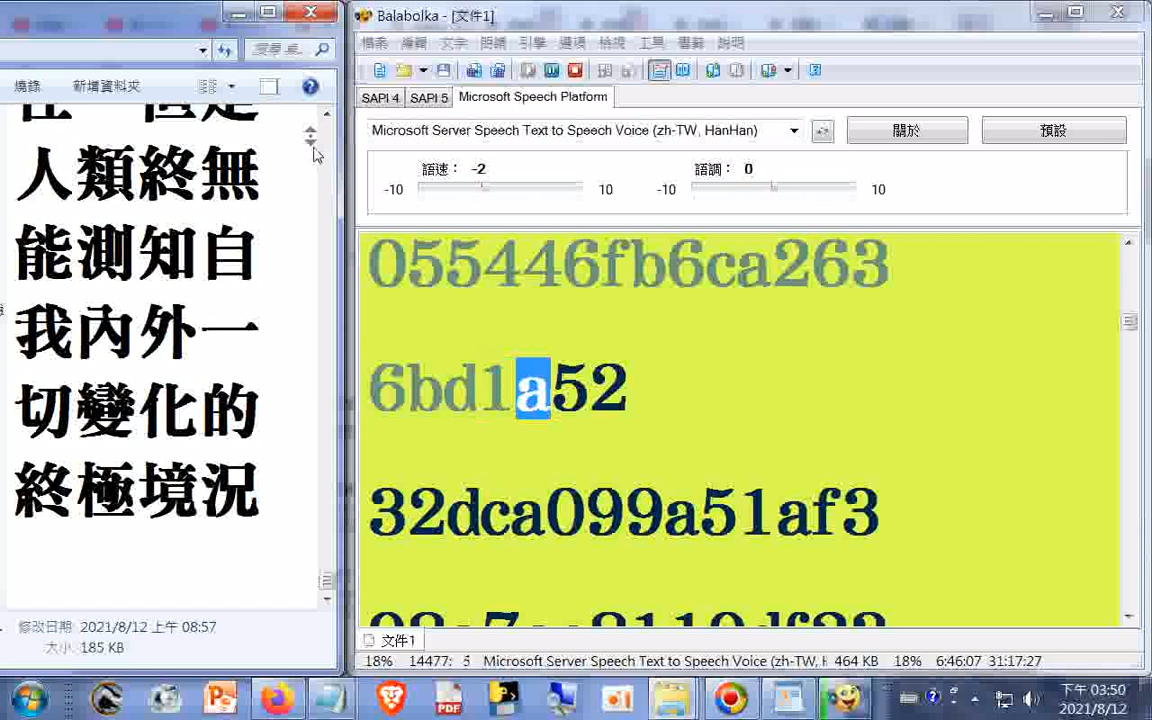 搜尋 桌...
燒錄 新增資料夾
人類終無
能測知自
我內外一
切變化的
終極境況
修改日期: 2021/8/12 上午 08:57
大小: 185 KB
Balabolka - [文件1]
檔案 編輯 文字 朗讀 引擎 選項 檢視 工具 書籤 說明
SAPI 4 SAPI 5 Microsoft Speech Platform
Microsoft Server Speech Text to Speech Voice (zh-TW, HanHan)
關於 預設
語速： -2 語調： 0
-10 10 -10 10
055446fb6ca263
6bd1a52
32dca099a51af3
文件1
18% 14477: 5 Microsoft Server Speech Text to Speech Voice (zh-TW, H 464 KB 18% 6:46:07 31:17:27
下午 03:50
2021/8/12